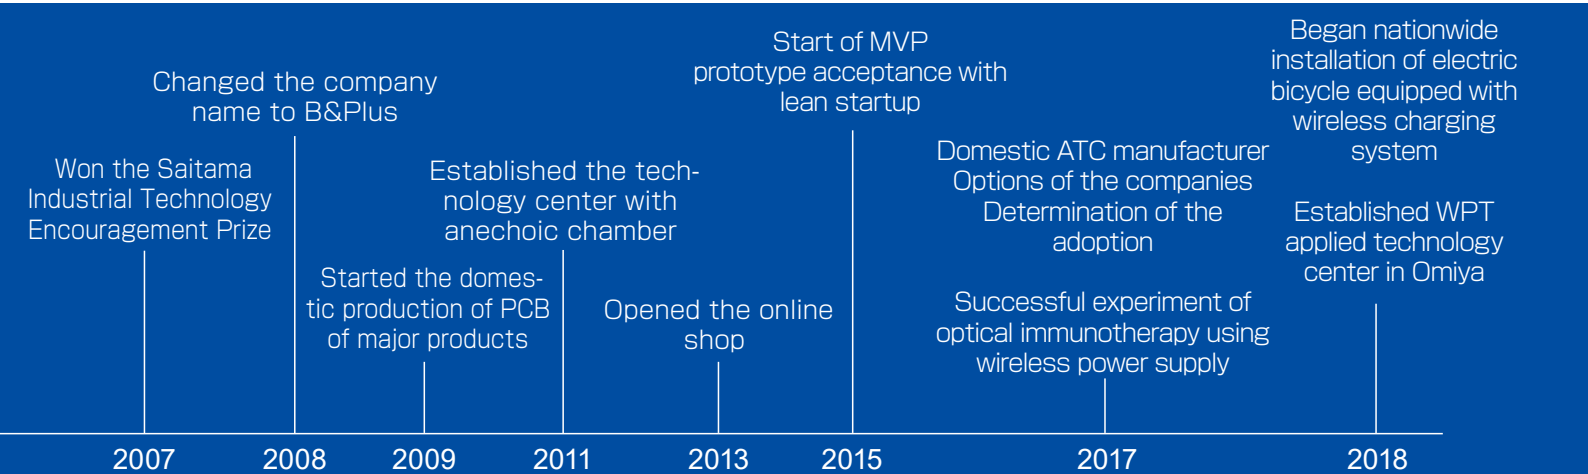 Won the Saitama
Industrial Technology
Encouragement Prize
2007
Changed the company
name to B&Plus
2008
Started the domes-
tic production of PCB
of major products
2009
Established the tech-
nology center with
anechoic chamber
2011
Opened the online
shop
2013
Start of MVP
prototype acceptance with
lean startup
2015
Domestic ATC manufacturer
Options of the companies
Determination of the
adoption
Successful experiment of
optical immunotherapy using
wireless power supply
2017
Began nationwide
installation of electric
bicycle equipped with
wireless charging
system
Established WPT
applied technology
center in Omiya
2018